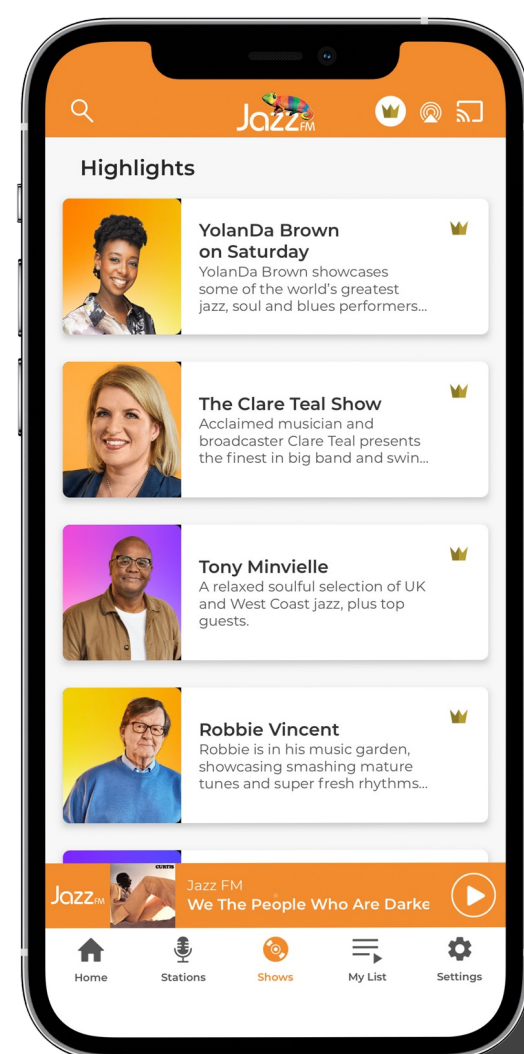 Jazz FM
Highlights
YolanDa Brown
on Saturday
YolanDa Brown showcases
some of the world's greatest
jazz, soul and blues performers...
The Clare Teal Show
Acclaimed musician and
broadcaster Clare Teal presents
the finest in big band and swin...
Tony Minvielle
A relaxed soulful selection of UK
and West Coast jazz, plus top
guests.
Robbie Vincent
Robbie is in his music garden,
showcasing smashing mature
tunes and super fresh rhythms...
Jazz FM
CURTIS
Jazz FM
We The People Who Are Darke
Home
Stations
Shows
My List
Settings